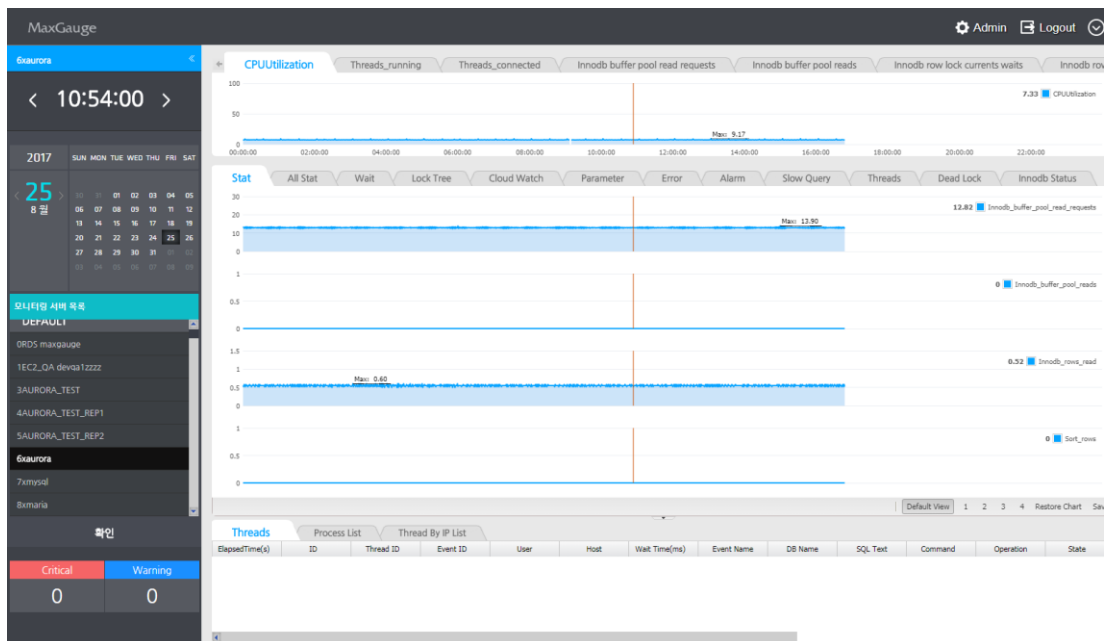 MaxGauge
Admin Logout
6xaurora
10:54:00
2017 SUN MON TUE WED THU FRI SAT
25
8 월
30 31 01 02 03 04 05
06 07 08 09 10 11 12
13 14 15 16 17 18 19
20 21 22 23 24 25 26
27 28 29 30 31 01 02
03 04 05 06 07 08 09
모니터링 서버 목록
DEFAULT
0RDS maxgauge
1EC2_QA devqa1zzzz
3AURORA_TEST
4AURORA_TEST_REP1
5AURORA_TEST_REP2
6xaurora
7xmysql
8xmaria
확인
Critical Warning
0 0
CPUUtilization Threads_running Threads_connected Innodb buffer pool read requests Innodb buffer pool reads Innodb row lock currents waits Innodb row
100
50
0
7.33 CPUUtilization
Max: 9.17
00:00:00 02:00:00 04:00:00 06:00:00 08:00:00 10:00:00 12:00:00 14:00:00 16:00:00 18:00:00 20:00:00 22:00:00
Stat All Stat Wait Lock Tree Cloud Watch Parameter Error Alarm Slow Query Threads Dead Lock Innodb Status
30
20
10
0
12.82 Innodb_buffer_pool_read_requests
Max: 13.90
1
0.5
0
0 Innodb_buffer_pool_reads
1.5
1
0.5
0
0.52 Innodb_rows_read
Max: 0.60
1
0.5
0
0 Sort_rows
Default View 1 2 3 4 Restore Chart Sav
Threads Process List Thread By IP List
ElapsedTime(s) ID Thread ID Event ID User Host Wait Time(ms) Event Name DB Name SQL Text Command Operation State